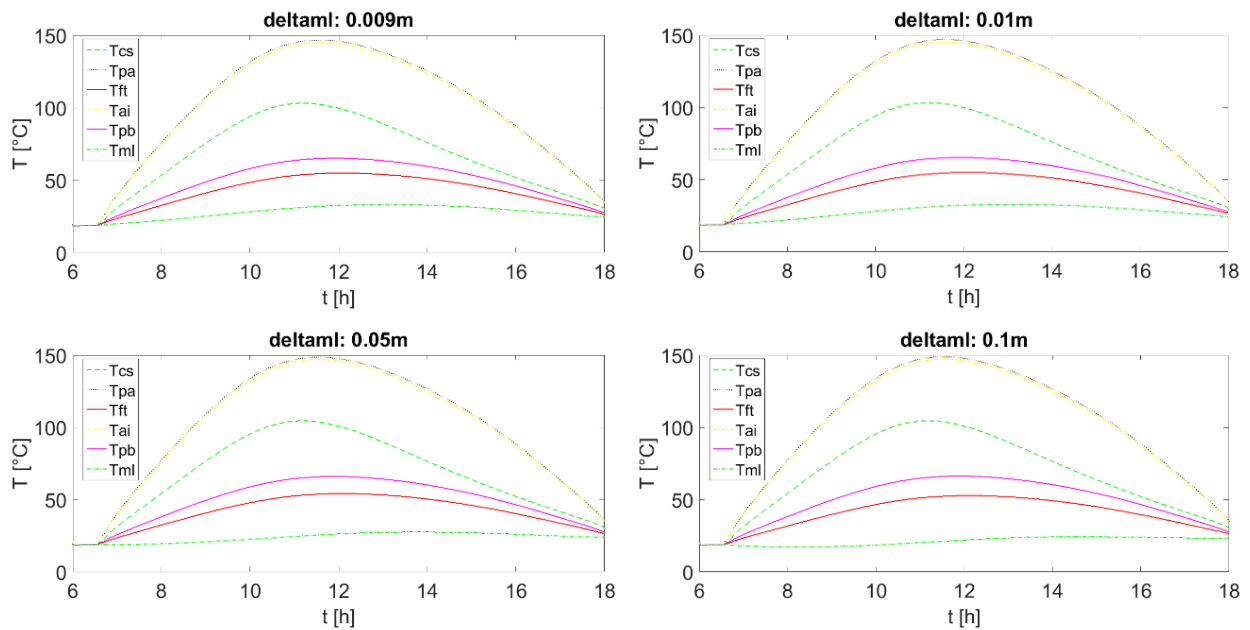 deltaml: 0.009m
150
100
50
0
T [°C]
Tcs
Tpa
Tft
Tai
Tpb
Tml
6
8
10
12
14
16
18
t [h]
deltaml: 0.01m
150
100
50
0
T [°C]
Tcs
Tpa
Tft
Tai
Tpb
Tml
6
8
10
12
14
16
18
t [h]
deltaml: 0.05m
150
100
50
0
T [°C]
Tcs
Tpa
Tft
Tai
Tpb
Tml
6
8
10
12
14
16
18
t [h]
deltaml: 0.1m
150
100
50
0
T [°C]
Tcs
Tpa
Tft
Tai
Tpb
Tml
6
8
10
12
14
16
18
t [h]